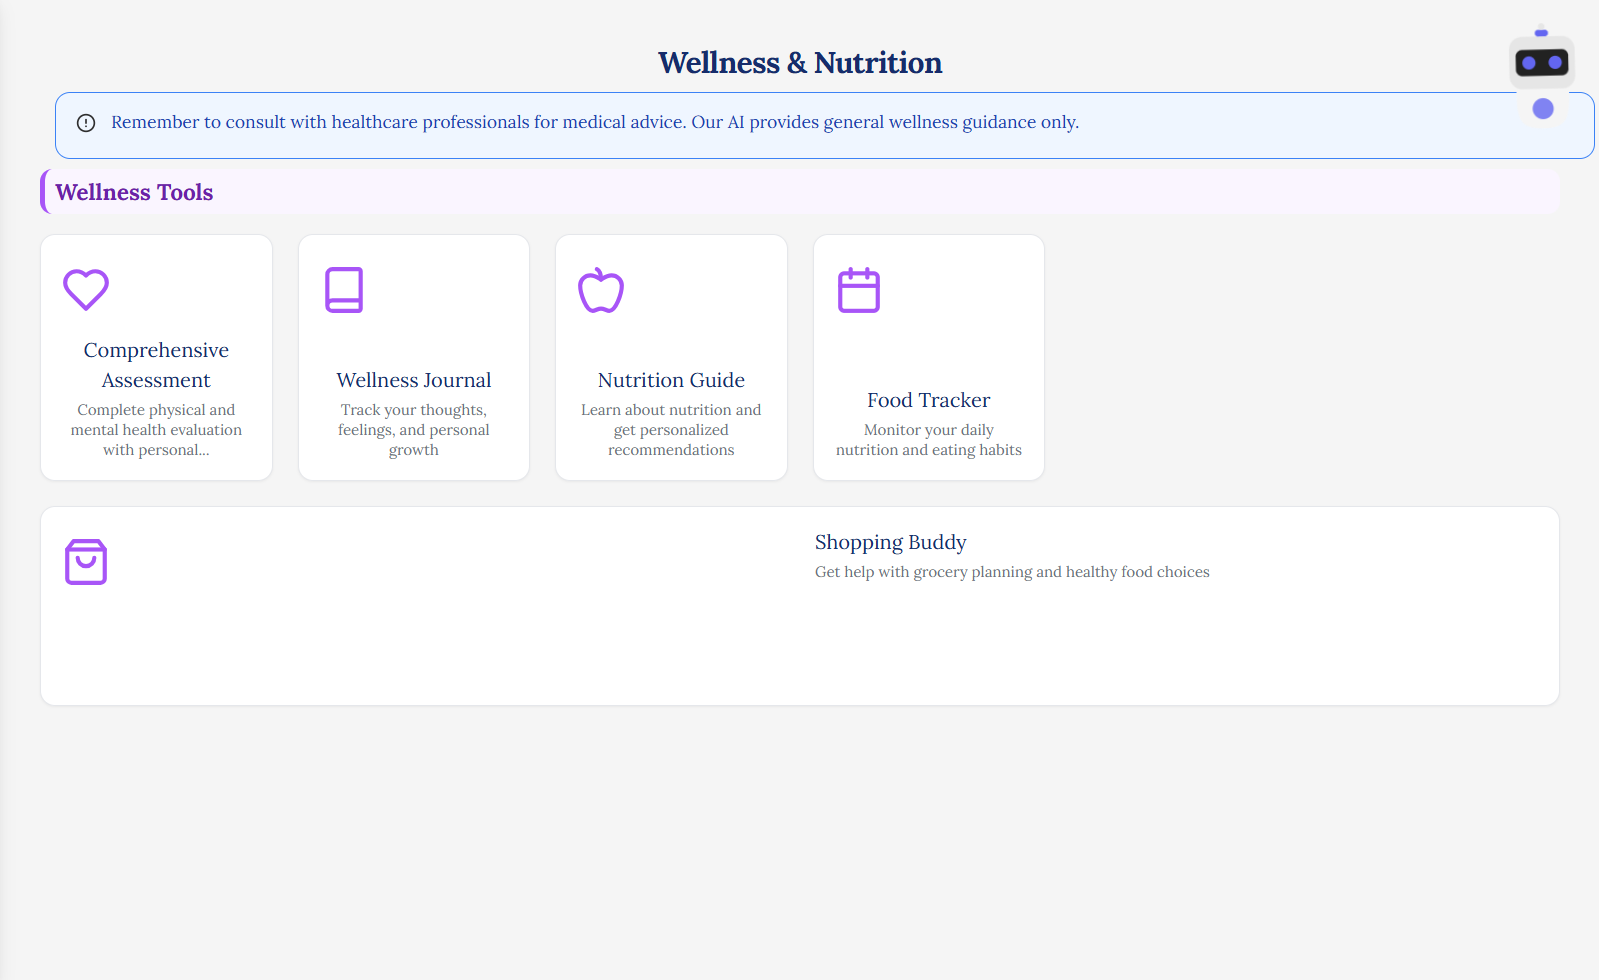 Wellness & Nutrition
Remember to consult with healthcare professionals for medical advice. Our AI provides general wellness guidance only.
Wellness Tools
Comprehensive
Assessment
Complete physical and
mental health evaluation
with personal...
Wellness Journal
Track your thoughts,
feelings, and personal
growth
Nutrition Guide
Learn about nutrition and
get personalized
recommendations
Food Tracker
Monitor your daily
nutrition and eating habits
Shopping Buddy
Get help with grocery planning and healthy food choices